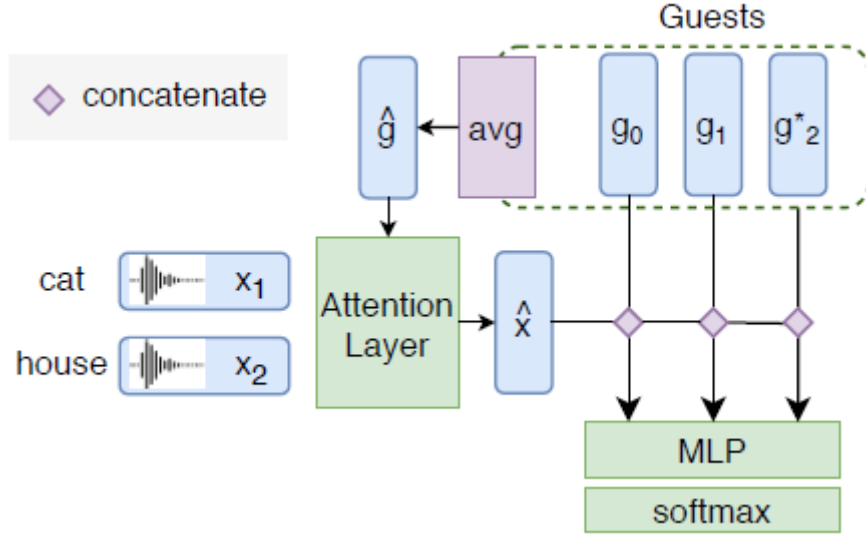 Guests
concatenate
ĝ
avg
g₀
g₁
g*₂
cat
x₁
Attention
Layer
x̂
house
x₂
MLP
softmax